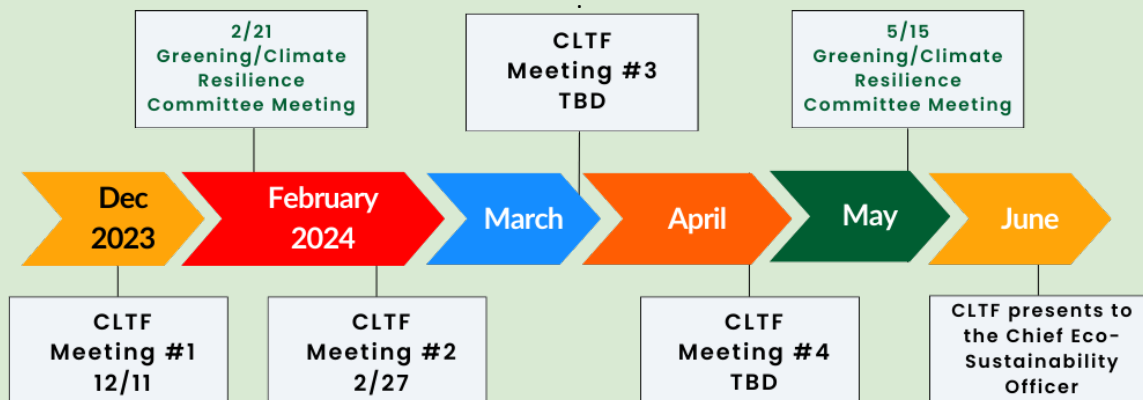 2/21
Greening/Climate
Resilience
Committee Meeting
CLTF
Meeting #3
TBD
5/15
Greening/Climate
Resilience
Committee Meeting
Dec
2023
February
2024
March
April
May
June
CLTF
Meeting #1
12/11
CLTF
Meeting #2
2/27
CLTF
Meeting #4
TBD
CLTF presents to
the Chief Eco-
Sustainability
Officer